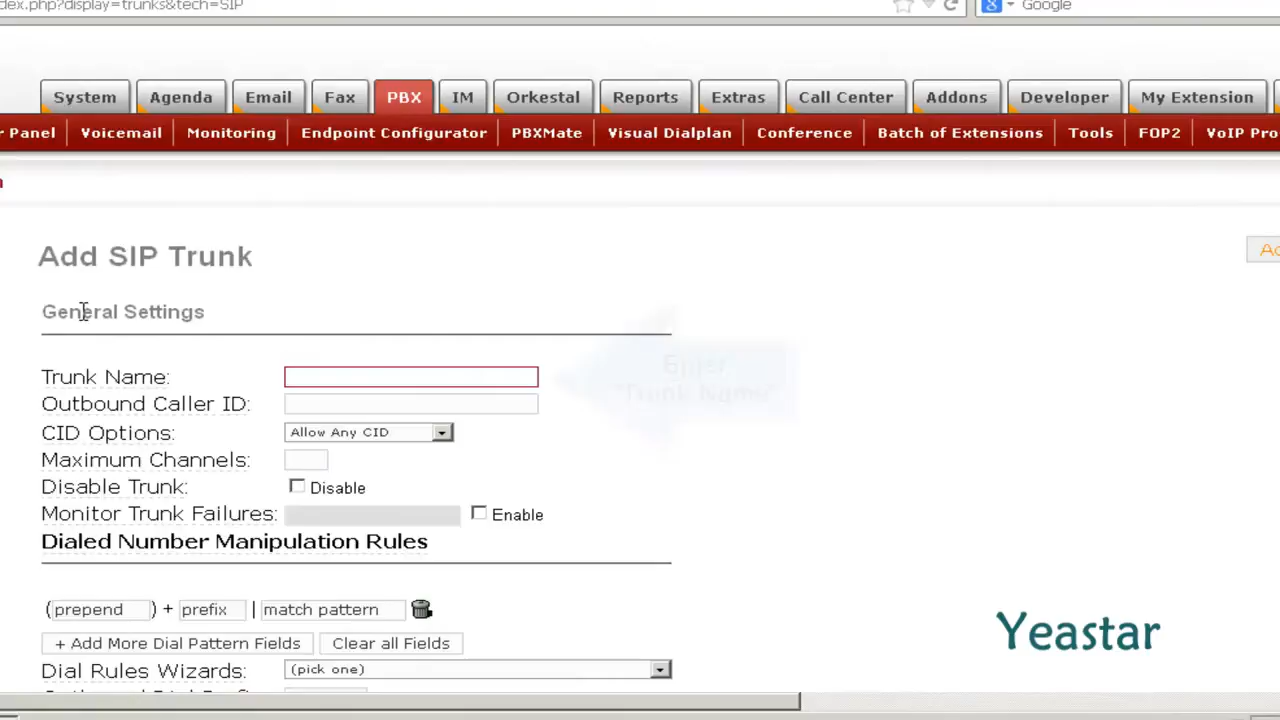 dex.php?display=trunks&tech=SIP
Google
System Agenda Email Fax PBX IM Orkestal Reports Extras Call Center Addons Developer My Extension
r Panel Voicemail Monitoring Endpoint Configurator PBXMate Visual Dialplan Conference Batch of Extensions Tools FOP2 VoIP Pro
Add SIP Trunk
Ac
General Settings
Enter
"Trunk Name"
Trunk Name:
Outbound Caller ID:
CID Options: Allow Any CID
Maximum Channels:
Disable Trunk: Disable
Monitor Trunk Failures: Enable
Dialed Number Manipulation Rules
(prepend) + prefix | match pattern
+ Add More Dial Pattern Fields Clear all Fields
Dial Rules Wizards: (pick one)
Yeastar